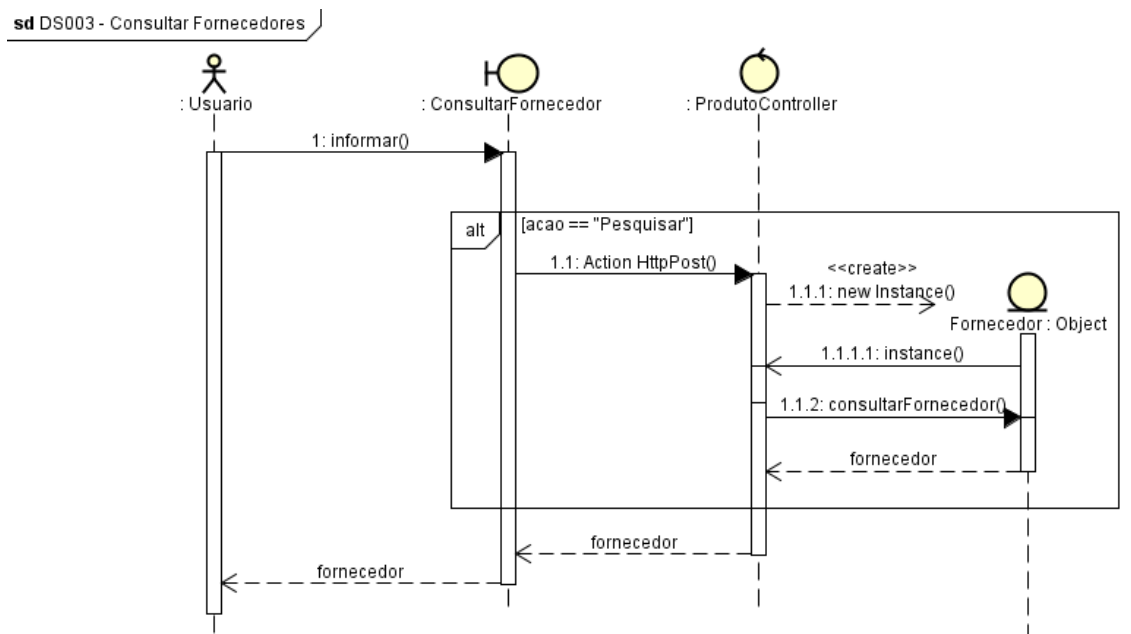 sd DS003 - Consultar Fornecedores
: Usuario
: ConsultarFornecedor
: ProdutoController
1: informar()
alt
[acao == "Pesquisar"]
1.1: Action HttpPost()
<<create>>
1.1.1: new Instance()
Fornecedor : Object
1.1.1.1: instance()
1.1.2: consultarFornecedor()
fornecedor
fornecedor
fornecedor